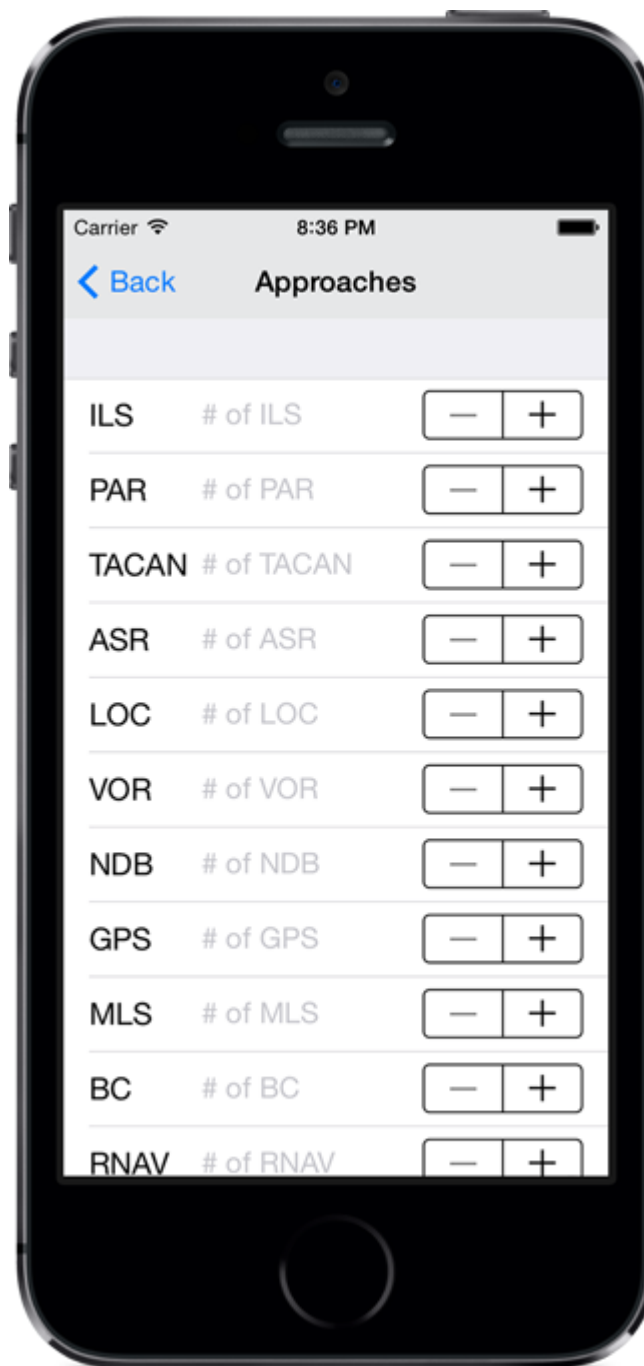 Carrier 8:36 PM
Back Approaches
ILS # of ILS − +
PAR # of PAR − +
TACAN # of TACAN − +
ASR # of ASR − +
LOC # of LOC − +
VOR # of VOR − +
NDB # of NDB − +
GPS # of GPS − +
MLS # of MLS − +
BC # of BC − +
RNAV # of RNAV − +